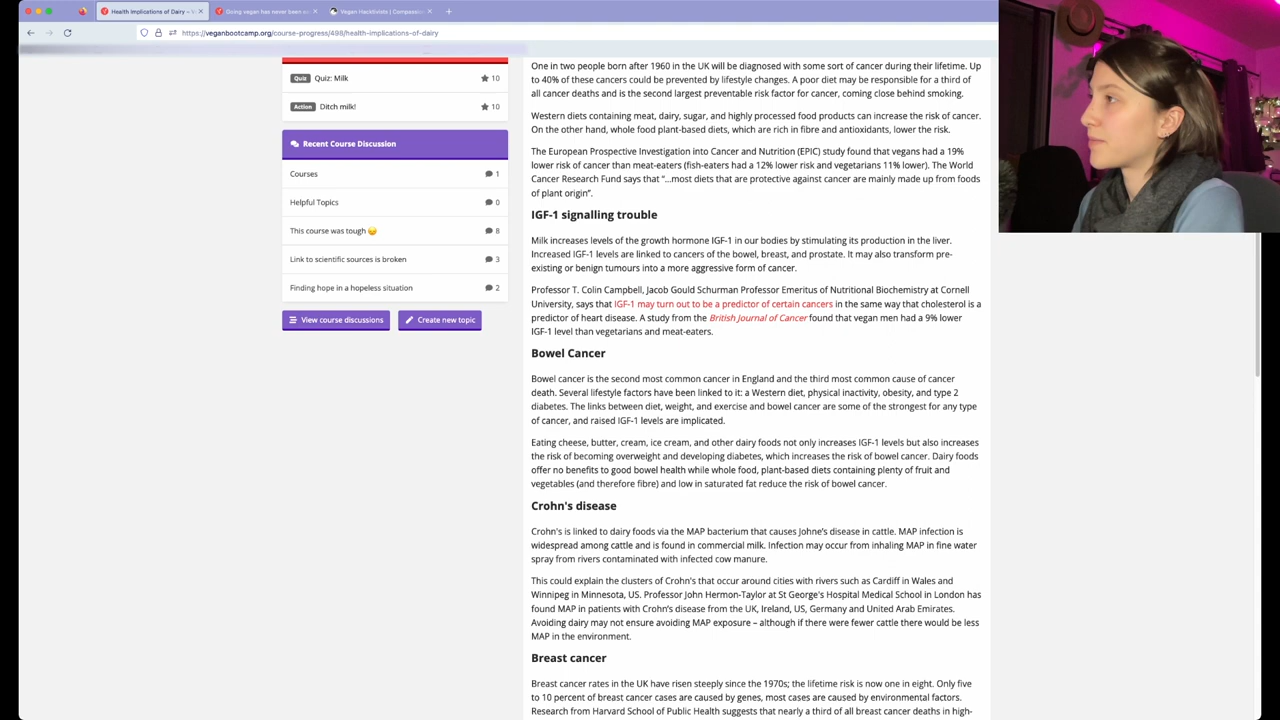 Health Implications of Dairy – V
Going vegan has never been ea
Vegan Hacktivists | Compassion
https://veganbootcamp.org/course-progress/498/health-implications-of-dairy
Quiz Quiz: Milk 10
Action Ditch milk! 10
Recent Course Discussion
Courses 1
Helpful Topics 0
This course was tough 😔 8
Link to scientific sources is broken 3
Finding hope in a hopeless situation 2
View course discussions
Create new topic
One in two people born after 1960 in the UK will be diagnosed with some sort of cancer during their lifetime. Up
to 40% of these cancers could be prevented by lifestyle changes. A poor diet may be responsible for a third of
all cancer deaths and is the second largest preventable risk factor for cancer, coming close behind smoking.
Western diets containing meat, dairy, sugar, and highly processed food products can increase the risk of cancer.
On the other hand, whole food plant-based diets, which are rich in fibre and antioxidants, lower the risk.
The European Prospective Investigation into Cancer and Nutrition (EPIC) study found that vegans had a 19%
lower risk of cancer than meat-eaters (fish-eaters had a 12% lower risk and vegetarians 11% lower). The World
Cancer Research Fund says that “...most diets that are protective against cancer are mainly made up from foods
of plant origin”.
IGF-1 signalling trouble
Milk increases levels of the growth hormone IGF-1 in our bodies by stimulating its production in the liver.
Increased IGF-1 levels are linked to cancers of the bowel, breast, and prostate. It may also transform pre-
existing or benign tumours into a more aggressive form of cancer.
Professor T. Colin Campbell, Jacob Gould Schurman Professor Emeritus of Nutritional Biochemistry at Cornell
University, says that IGF-1 may turn out to be a predictor of certain cancers in the same way that cholesterol is a
predictor of heart disease. A study from the British Journal of Cancer found that vegan men had a 9% lower
IGF-1 level than vegetarians and meat-eaters.
Bowel Cancer
Bowel cancer is the second most common cancer in England and the third most common cause of cancer
death. Several lifestyle factors have been linked to it: a Western diet, physical inactivity, obesity, and type 2
diabetes. The links between diet, weight, and exercise and bowel cancer are some of the strongest for any type
of cancer, and raised IGF-1 levels are implicated.
Eating cheese, butter, cream, ice cream, and other dairy foods not only increases IGF-1 levels but also increases
the risk of becoming overweight and developing diabetes, which increases the risk of bowel cancer. Dairy foods
offer no benefits to good bowel health while whole food, plant-based diets containing plenty of fruit and
vegetables (and therefore fibre) and low in saturated fat reduce the risk of bowel cancer.
Crohn's disease
Crohn's is linked to dairy foods via the MAP bacterium that causes Johne’s disease in cattle. MAP infection is
widespread among cattle and is found in commercial milk. Infection may occur from inhaling MAP in fine water
spray from rivers contaminated with infected cow manure.
This could explain the clusters of Crohn's that occur around cities with rivers such as Cardiff in Wales and
Winnipeg in Minnesota, US. Professor John Hermon-Taylor at St George's Hospital Medical School in London has
found MAP in patients with Crohn’s disease from the UK, Ireland, US, Germany and United Arab Emirates.
Avoiding dairy may not ensure avoiding MAP exposure – although if there were fewer cattle there would be less
MAP in the environment.
Breast cancer
Breast cancer rates in the UK have risen steeply since the 1970s; the lifetime risk is now one in eight. Only five
to 10 percent of breast cancer cases are caused by genes, most cases are caused by environmental factors.
Research from Harvard School of Public Health suggests that nearly a third of all breast cancer deaths in high-